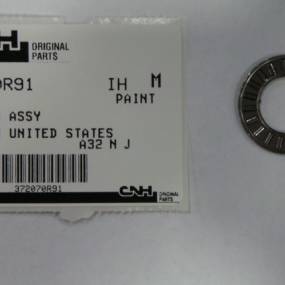 CNH ORIGINAL
PARTS
0R91 IH M
PAINT
ASSY
UNITED STATES
A32 N J
372070R91
CNH ORIGINAL
PARTS